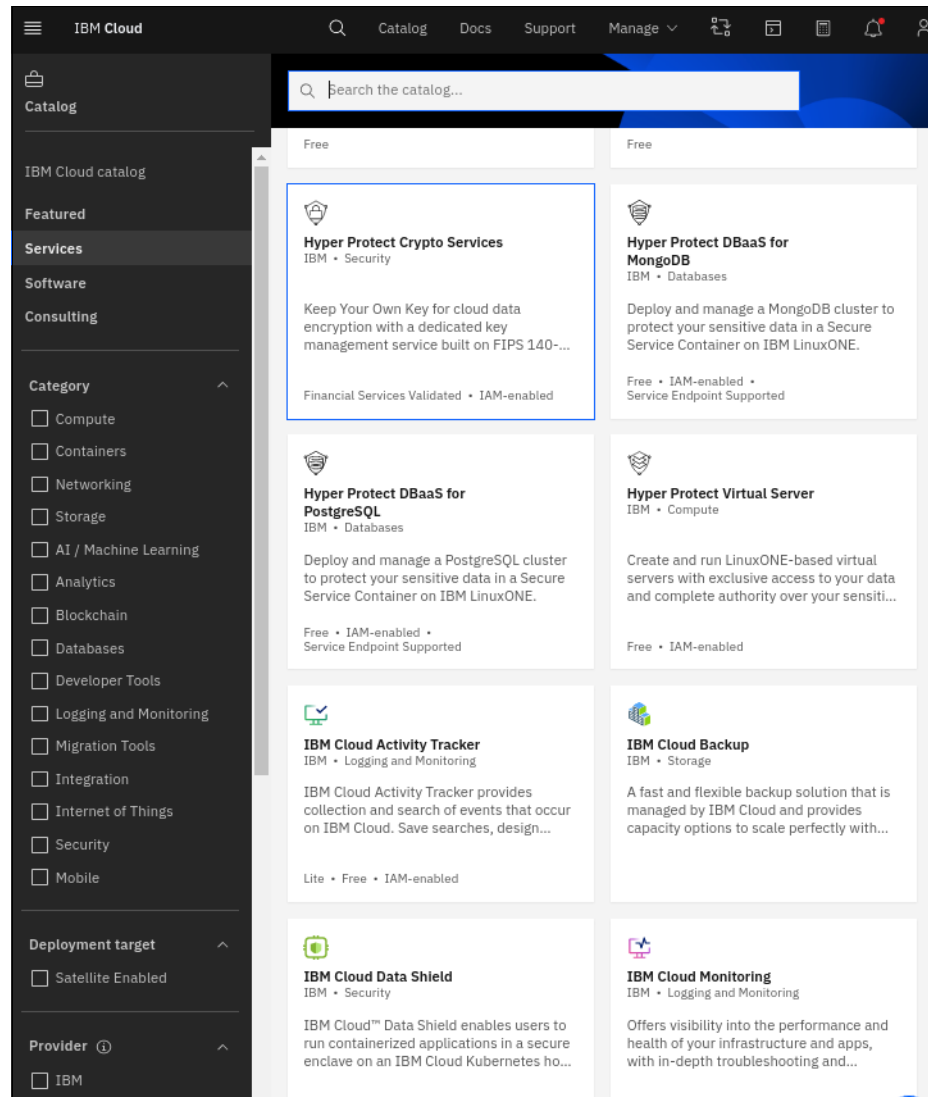 IBM Cloud
Catalog
Docs
Support
Manage
Catalog
IBM Cloud catalog
Featured
Services
Software
Consulting
Category
Compute
Containers
Networking
Storage
AI / Machine Learning
Analytics
Blockchain
Databases
Developer Tools
Logging and Monitoring
Migration Tools
Integration
Internet of Things
Security
Mobile
Deployment target
Satellite Enabled
Provider
IBM
Search the catalog...
Free
Free
Hyper Protect Crypto Services
IBM • Security
Keep Your Own Key for cloud data
encryption with a dedicated key
management service built on FIPS 140-...
Financial Services Validated • IAM-enabled
Hyper Protect DBaaS for
MongoDB
IBM • Databases
Deploy and manage a MongoDB cluster to
protect your sensitive data in a Secure
Service Container on IBM LinuxONE.
Free • IAM-enabled •
Service Endpoint Supported
Hyper Protect DBaaS for
PostgreSQL
IBM • Databases
Deploy and manage a PostgreSQL cluster
to protect your sensitive data in a Secure
Service Container on IBM LinuxONE.
Free • IAM-enabled •
Service Endpoint Supported
Hyper Protect Virtual Server
IBM • Compute
Create and run LinuxONE-based virtual
servers with exclusive access to your data
and complete authority over your sensiti...
Free • IAM-enabled
IBM Cloud Activity Tracker
IBM • Logging and Monitoring
IBM Cloud Activity Tracker provides
collection and search of events that occur
on IBM Cloud. Save searches, design...
Lite • Free • IAM-enabled
IBM Cloud Backup
IBM • Storage
A fast and flexible backup solution that is
managed by IBM Cloud and provides
capacity options to scale perfectly with...
IBM Cloud Data Shield
IBM • Security
IBM Cloud™ Data Shield enables users to
run containerized applications in a secure
enclave on an IBM Cloud Kubernetes ho...
IBM Cloud Monitoring
IBM • Logging and Monitoring
Offers visibility into the performance and
health of your infrastructure and apps,
with in-depth troubleshooting and...